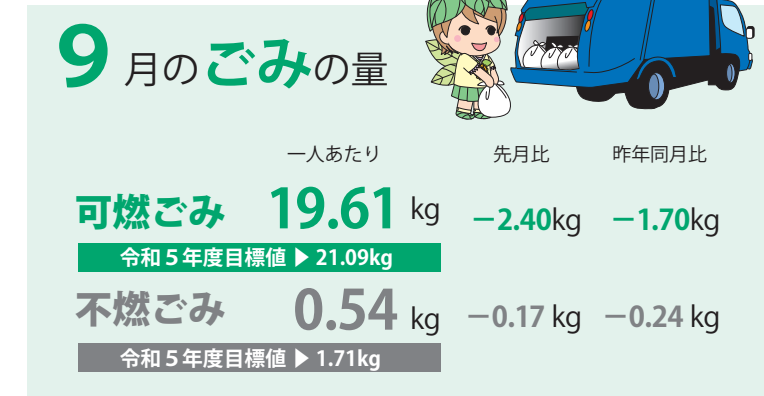 9月のごみの量
一人あたり 先月比 昨年同月比
可燃ごみ 19.61 kg －2.40kg －1.70kg
令和５年度目標値 ▶ 21.09kg
不燃ごみ 0.54 kg －0.17 kg －0.24 kg
令和５年度目標値 ▶ 1.71kg